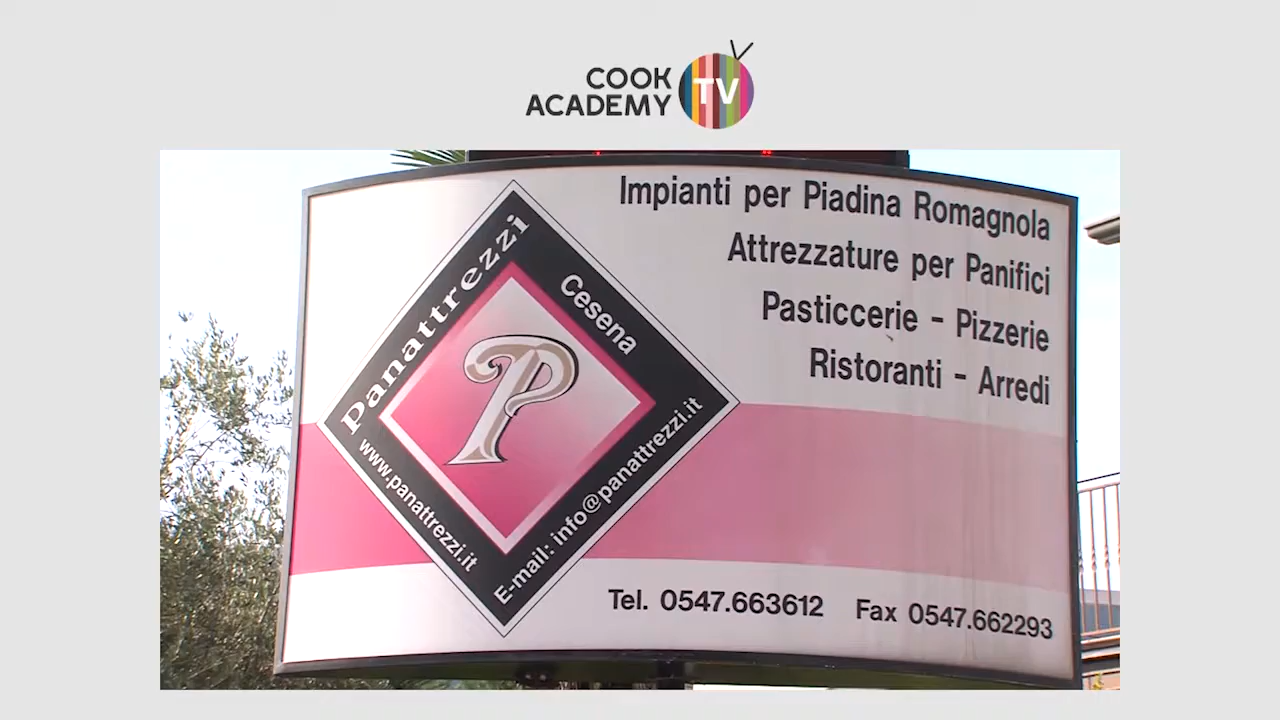 COOK
ACADEMY
TV
Impianti per Piadina Romagnola
Attrezzature per Panifici
Pasticcerie - Pizzerie
Ristoranti - Arredi
Panattrezzi
Cesena
P
www.panattrezzi.it
E-mail: info@panattrezzi.it
Tel. 0547.663612 Fax 0547.662293